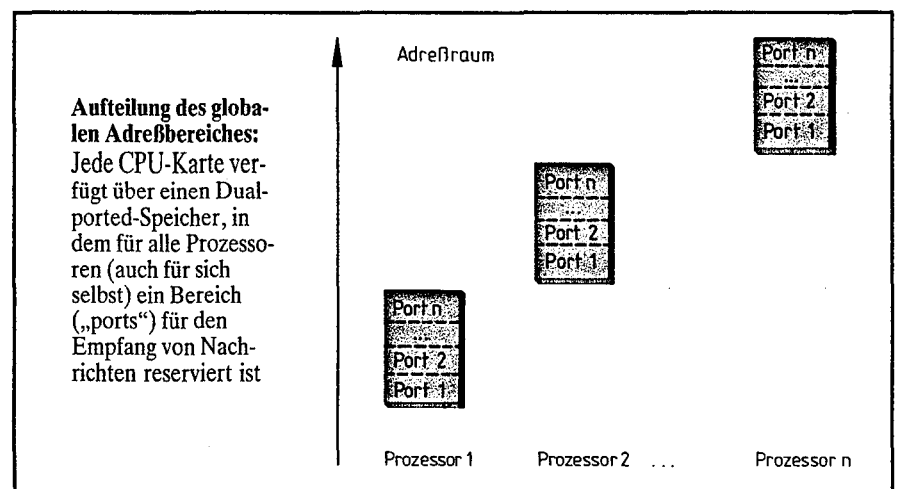 Aufteilung des globa-
len Adreßbereiches:
Jede CPU-Karte ver-
fügt über einen Dual-
ported-Speicher, in
dem für alle Prozesso-
ren (auch für sich
selbst) ein Bereich
(„ports“) für den
Empfang von Nach-
richten reserviert ist
Adreßraum
Port n
...
Port 2
Port 1
Port n
...
Port 2
Port 1
Port n
...
Port 2
Port 1
Prozessor 1
Prozessor 2 ...
Prozessor n